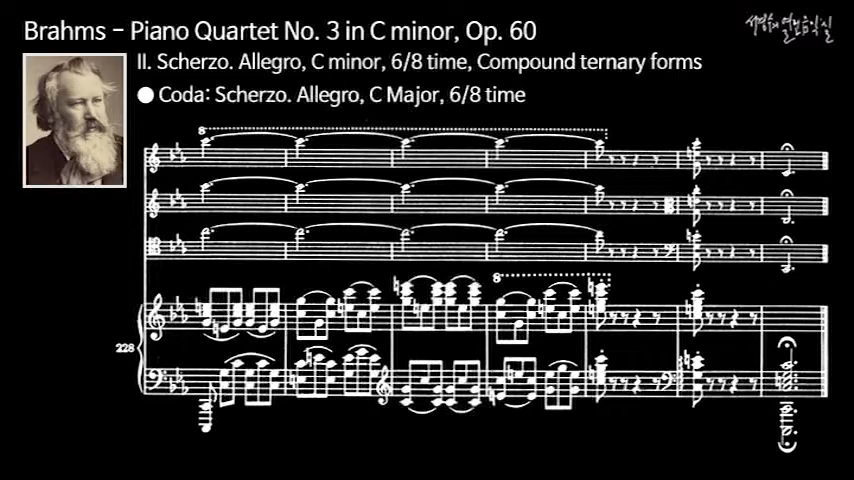 Brahms - Piano Quartet No. 3 in C minor, Op. 60
II. Scherzo. Allegro, C minor, 6/8 time, Compound ternary forms
● Coda: Scherzo. Allegro, C Major, 6/8 time
8
8
228